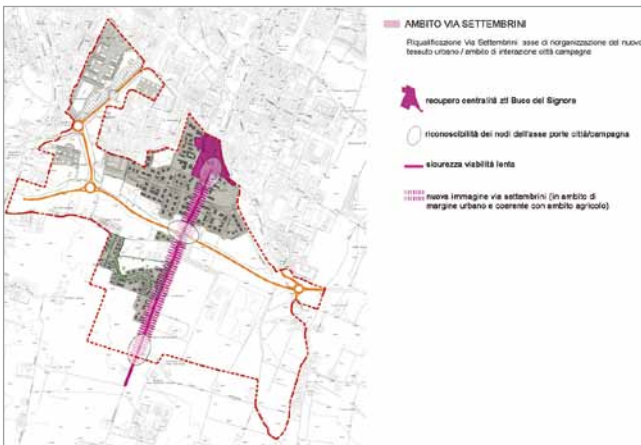 AMBITO VIA SETTEMBRINI
Riqualificazione Via Settembrini: asse di riorganizzazione del nuovo
tessuto urbano / ambito di interazione città campagna
recupero centralità ztl Buco del Signore
riconoscibilità dei nodi dell'asse porte città/campagna
sicurezza viabilità lenta
nuova immagine via settembrini (in ambito di
margine urbano e coerente con ambito agricolo)